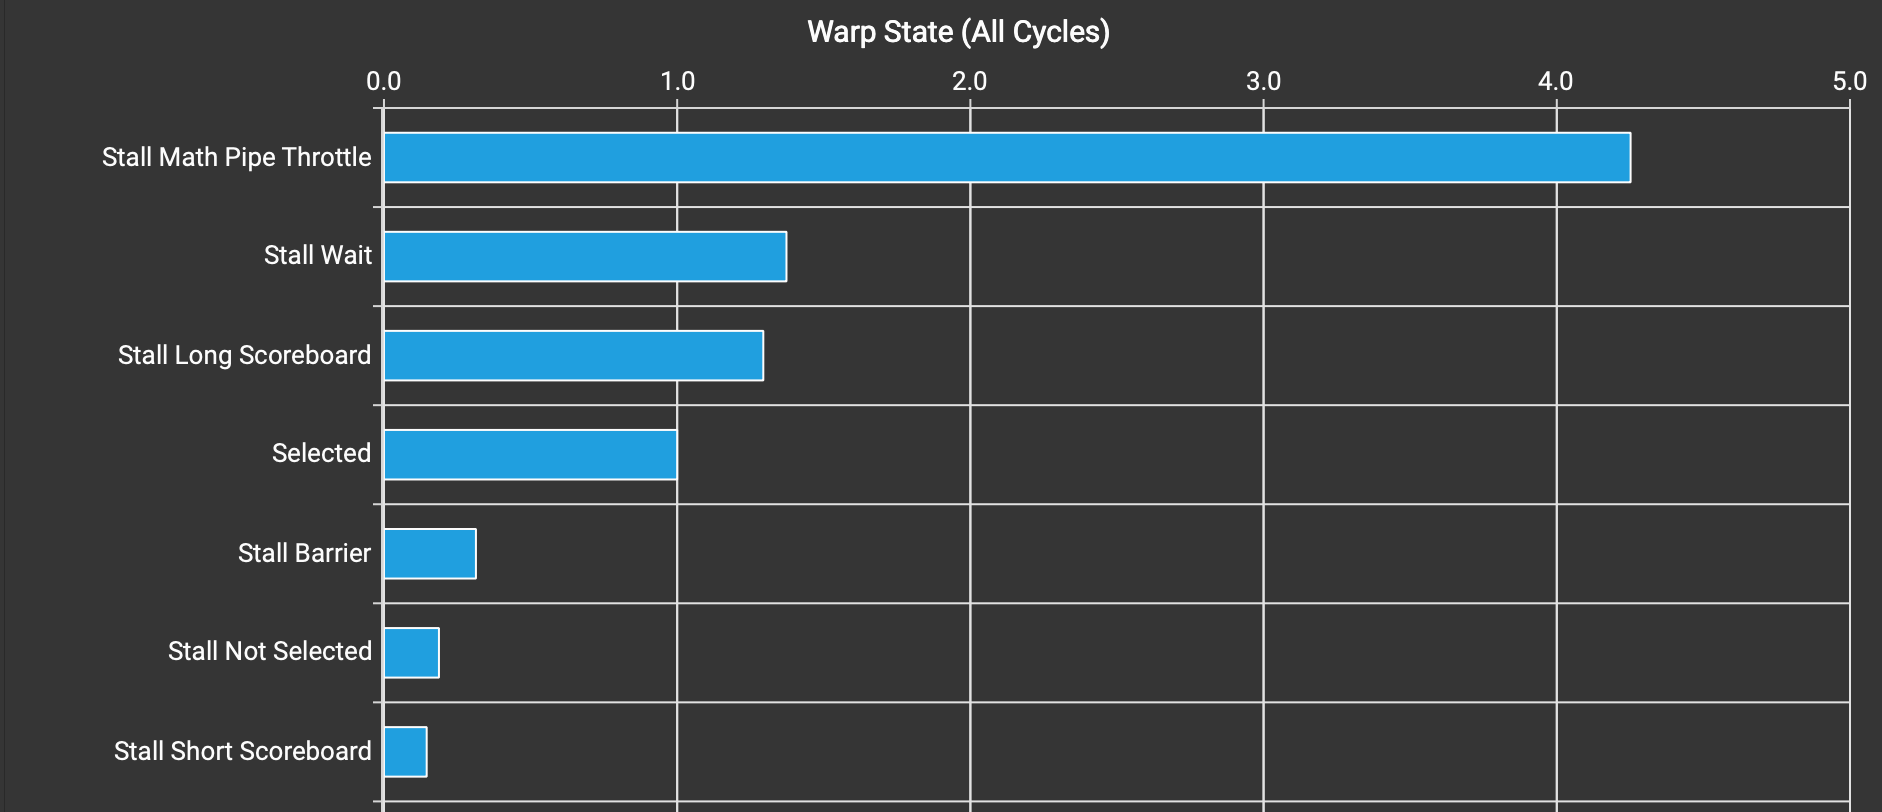 Warp State (All Cycles)
0.0 1.0 2.0 3.0 4.0 5.0
Stall Math Pipe Throttle
Stall Wait
Stall Long Scoreboard
Selected
Stall Barrier
Stall Not Selected
Stall Short Scoreboard